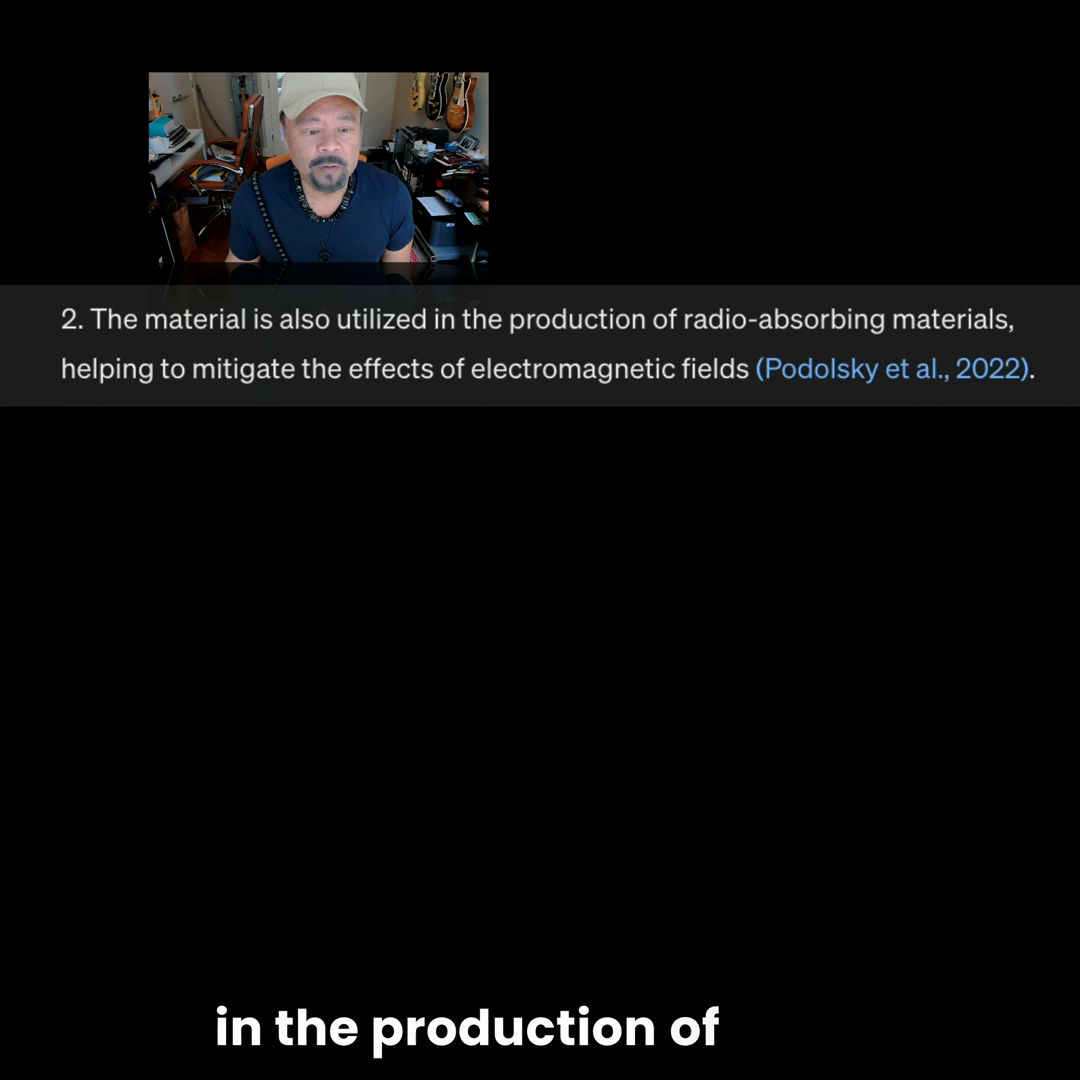 2. The material is also utilized in the production of radio-absorbing materials,
helping to mitigate the effects of electromagnetic fields (Podolsky et al., 2022).
in the production of